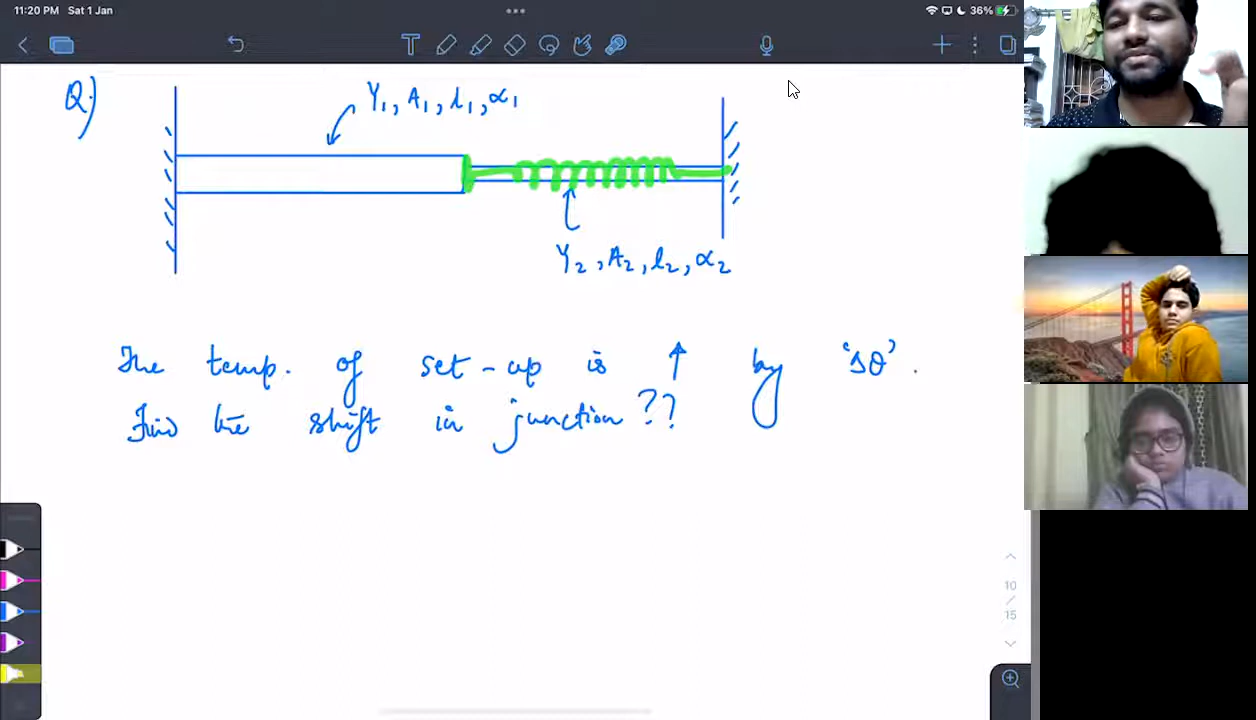 11:20 PM Sat 1 Jan
36%
Q.)
Y₁, A₁, l₁, α₁
Y₂, A₂, l₂, α₂
The temp. of set-up is ↑ by 'Δθ'.
Find the shift in junction??
10
/
15